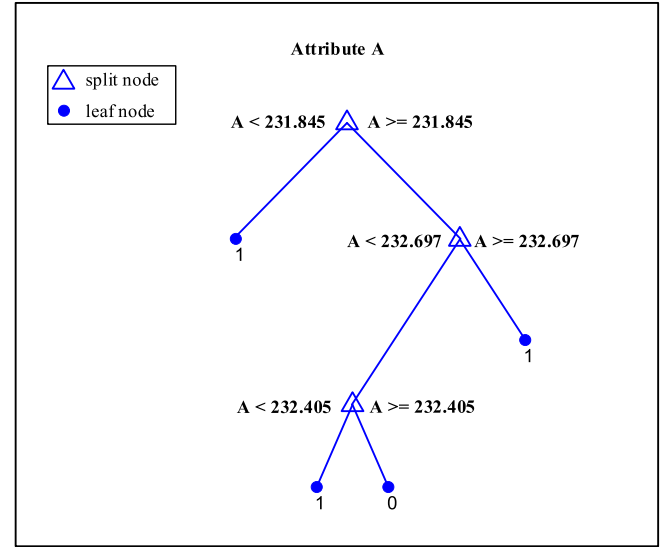 Attribute A
split node
leaf node
A < 231.845 A >= 231.845
1
A < 232.697 A >= 232.697
1
A < 232.405 A >= 232.405
1 0